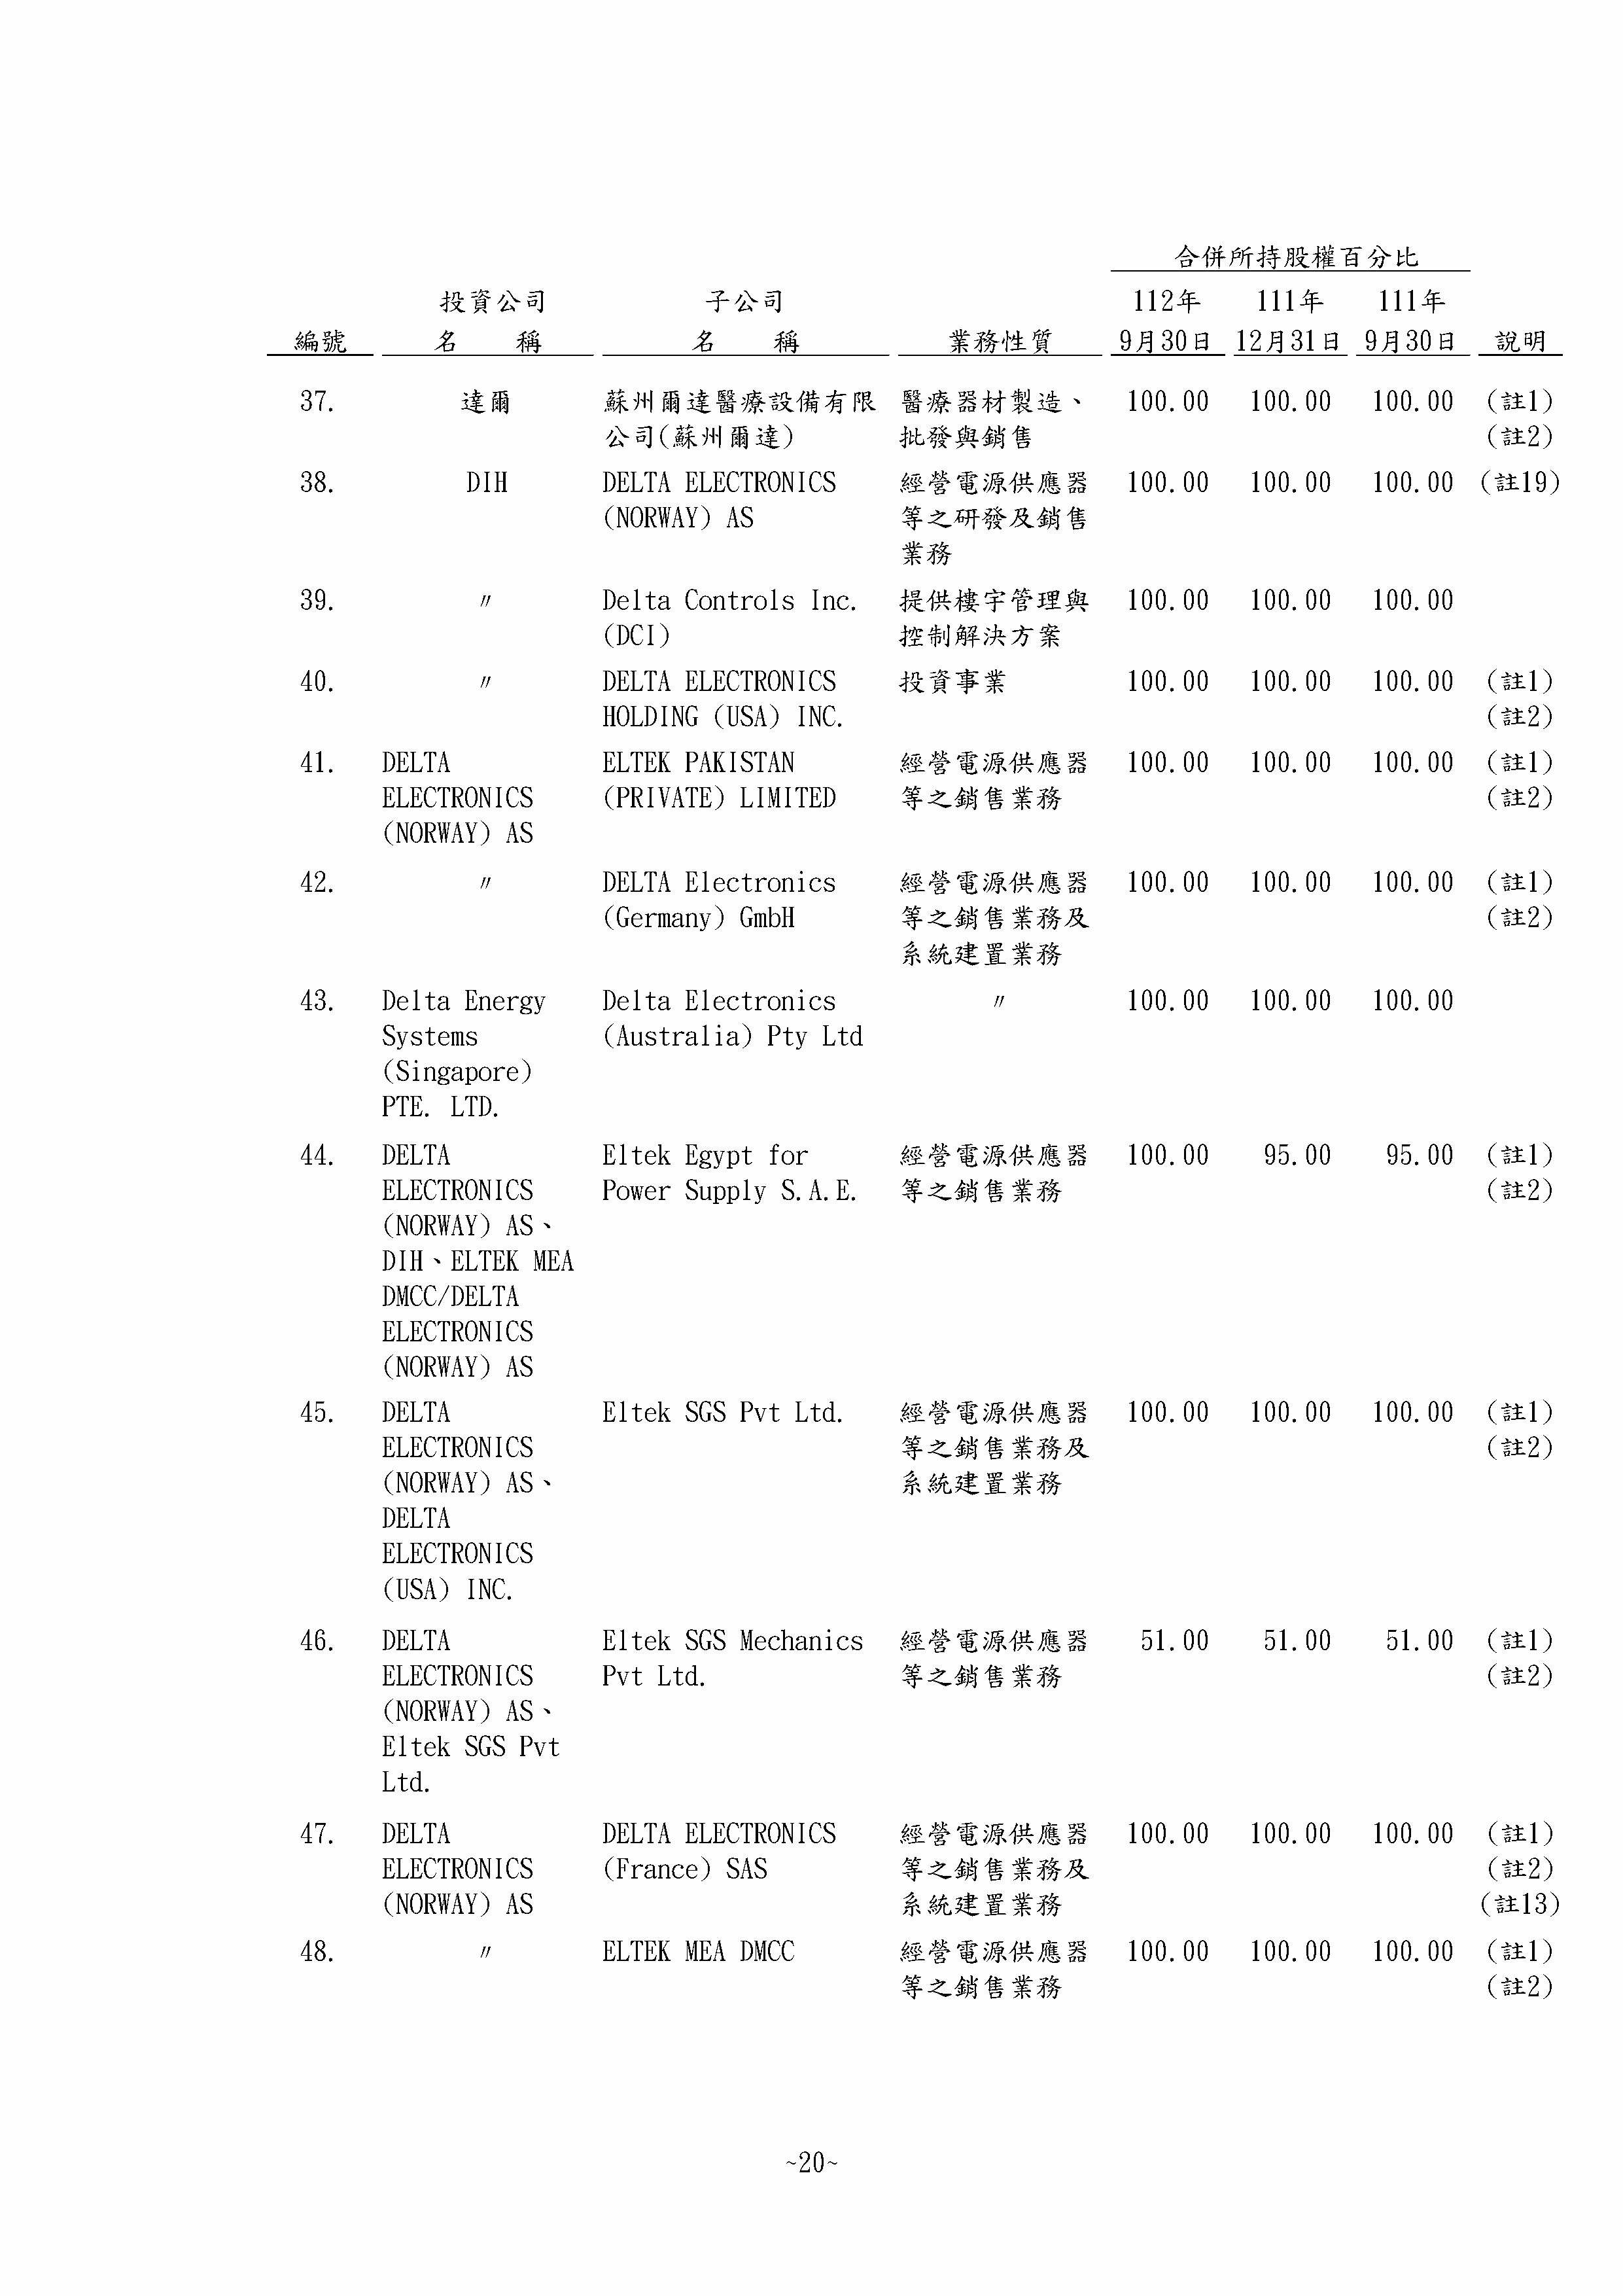 合併所持股權百分比
投資公司 子公司 112年 111年 111年
編號 名 稱 名 稱 業務性質 9月30日 12月31日 9月30日 說明
37. 達爾 蘇州爾達醫療設備有限 醫療器材製造、 100.00 100.00 100.00 (註1)
公司(蘇州爾達) 批發與銷售 (註2)
38. DIH DELTA ELECTRONICS 經營電源供應器 100.00 100.00 100.00 (註19)
(NORWAY) AS 等之研發及銷售
業務
39. 〃 Delta Controls Inc. 提供樓宇管理與 100.00 100.00 100.00
(DCI) 控制解決方案
40. 〃 DELTA ELECTRONICS 投資事業 100.00 100.00 100.00 (註1)
HOLDING (USA) INC. (註2)
41. DELTA ELTEK PAKISTAN 經營電源供應器 100.00 100.00 100.00 (註1)
ELECTRONICS (PRIVATE) LIMITED 等之銷售業務 (註2)
(NORWAY) AS
42. 〃 DELTA Electronics 經營電源供應器 100.00 100.00 100.00 (註1)
(Germany) GmbH 等之銷售業務及 (註2)
系統建置業務
43. Delta Energy Delta Electronics 〃 100.00 100.00 100.00
Systems (Australia) Pty Ltd
(Singapore)
PTE. LTD.
44. DELTA Eltek Egypt for 經營電源供應器 100.00 95.00 95.00 (註1)
ELECTRONICS Power Supply S.A.E. 等之銷售業務 (註2)
(NORWAY) AS、
DIH、ELTEK MEA
DMCC/DELTA
ELECTRONICS
(NORWAY) AS
45. DELTA Eltek SGS Pvt Ltd. 經營電源供應器 100.00 100.00 100.00 (註1)
ELECTRONICS 等之銷售業務及 (註2)
(NORWAY) AS、 系統建置業務
DELTA
ELECTRONICS
(USA) INC.
46. DELTA Eltek SGS Mechanics 經營電源供應器 51.00 51.00 51.00 (註1)
ELECTRONICS Pvt Ltd. 等之銷售業務 (註2)
(NORWAY) AS、
Eltek SGS Pvt
Ltd.
47. DELTA DELTA ELECTRONICS 經營電源供應器 100.00 100.00 100.00 (註1)
ELECTRONICS (France) SAS 等之銷售業務及 (註2)
(NORWAY) AS 系統建置業務 (註13)
48. 〃 ELTEK MEA DMCC 經營電源供應器 100.00 100.00 100.00 (註1)
等之銷售業務 (註2)
~20~